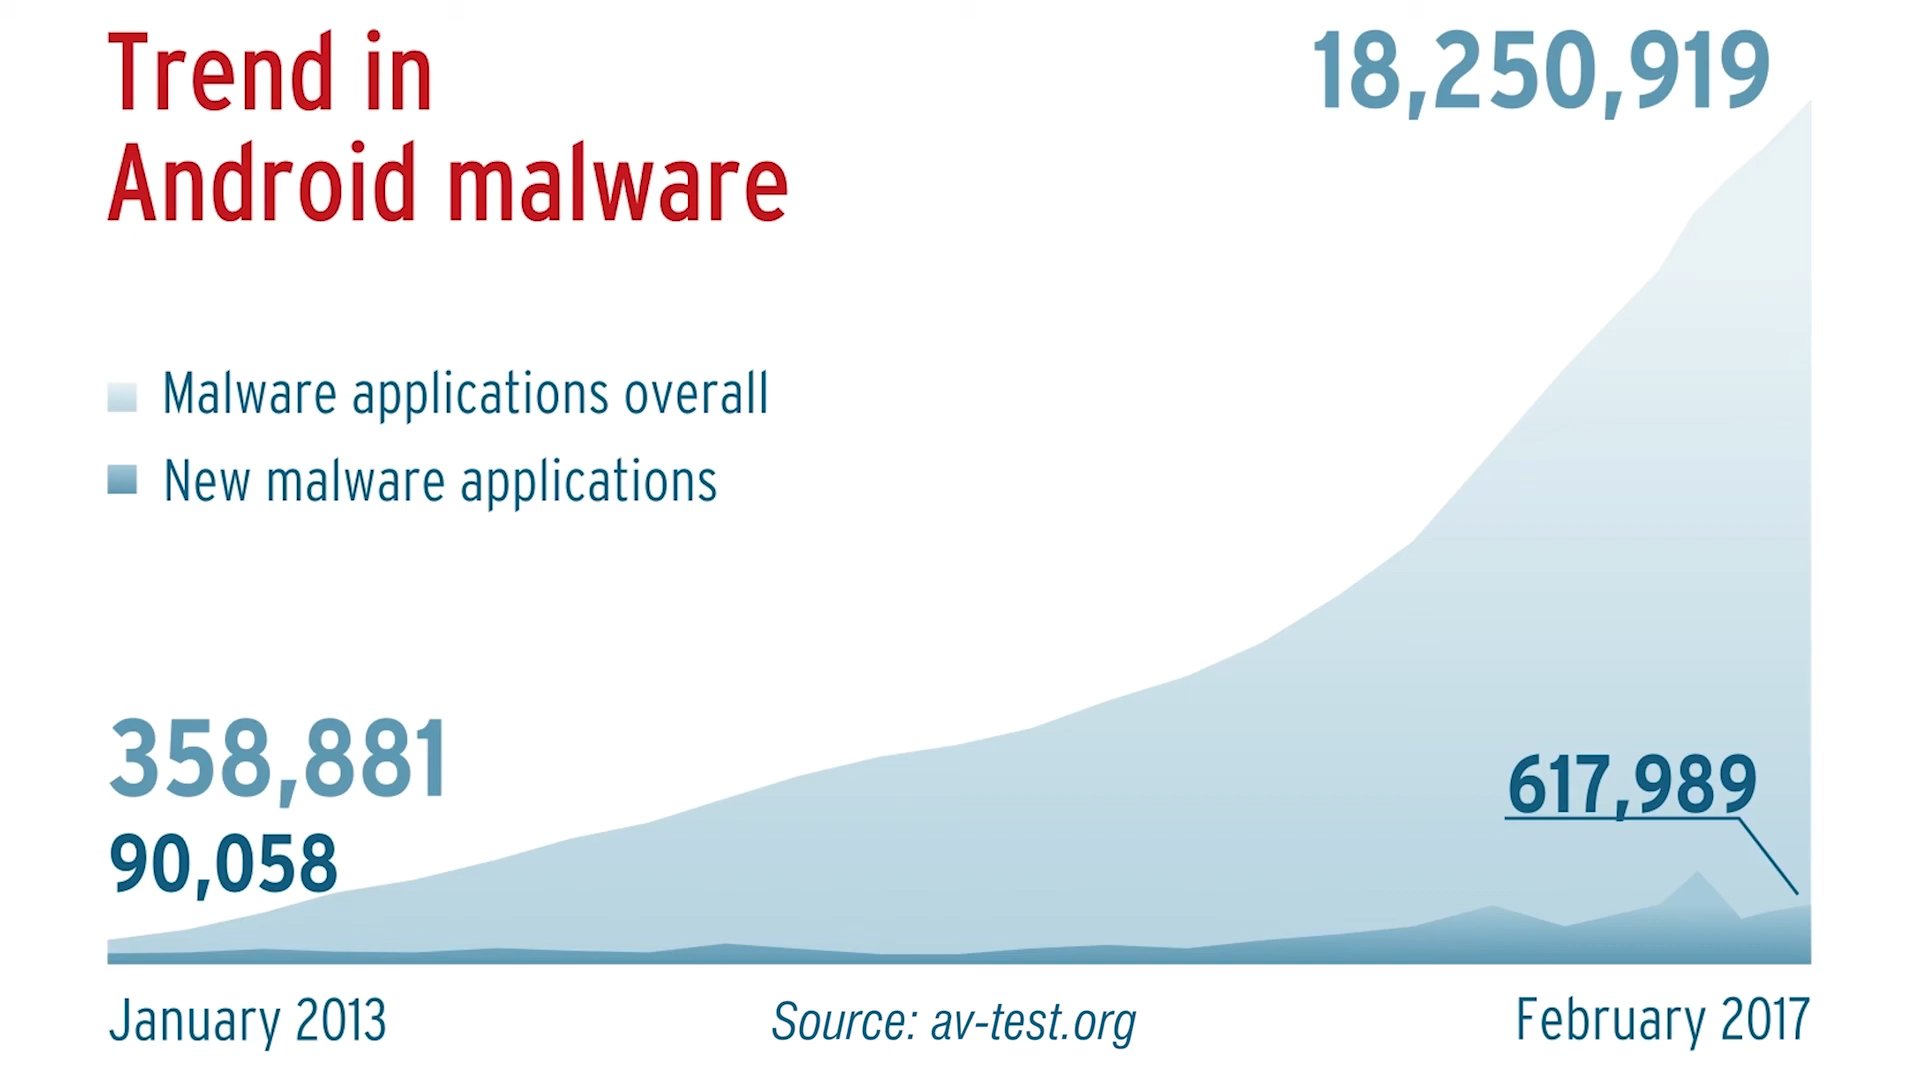 Trend in
Android malware
18,250,919
Malware applications overall
New malware applications
358,881
90,058
617,989
January 2013
Source: av-test.org
February 2017